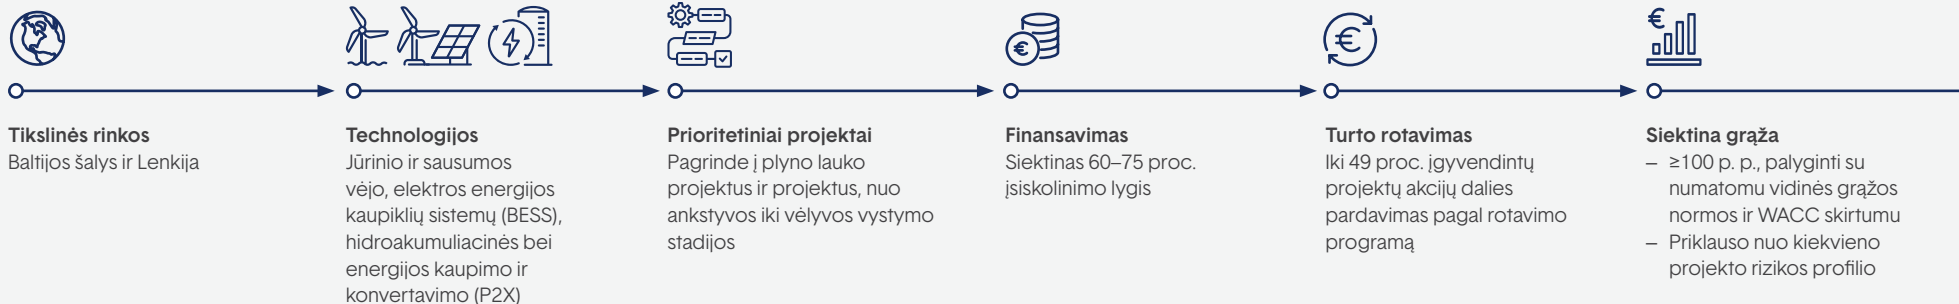 Tikslinės rinkos
Baltijos šalys ir Lenkija
Technologijos
Jūrinio ir sausumos
vėjo, elektros energijos
kaupiklių sistemų (BESS),
hidroakumuliacinės bei
energijos kaupimo ir
konvertavimo (P2X)
Prioritetiniai projektai
Pagrinde į plyno lauko
projektus ir projektus, nuo
ankstyvos iki vėlyvos vystymo
stadijos
Finansavimas
Siektinas 60–75 proc.
įsiskolinimo lygis
Turto rotavimas
Iki 49 proc. įgyvendintų
projektų akcijų dalies
pardavimas pagal rotavimo
programą
Siektina grąža
– ≥100 p. p., palyginti su
numatomu vidinės grąžos
normos ir WACC skirtumu
– Priklauso nuo kiekvieno
projekto rizikos profilio